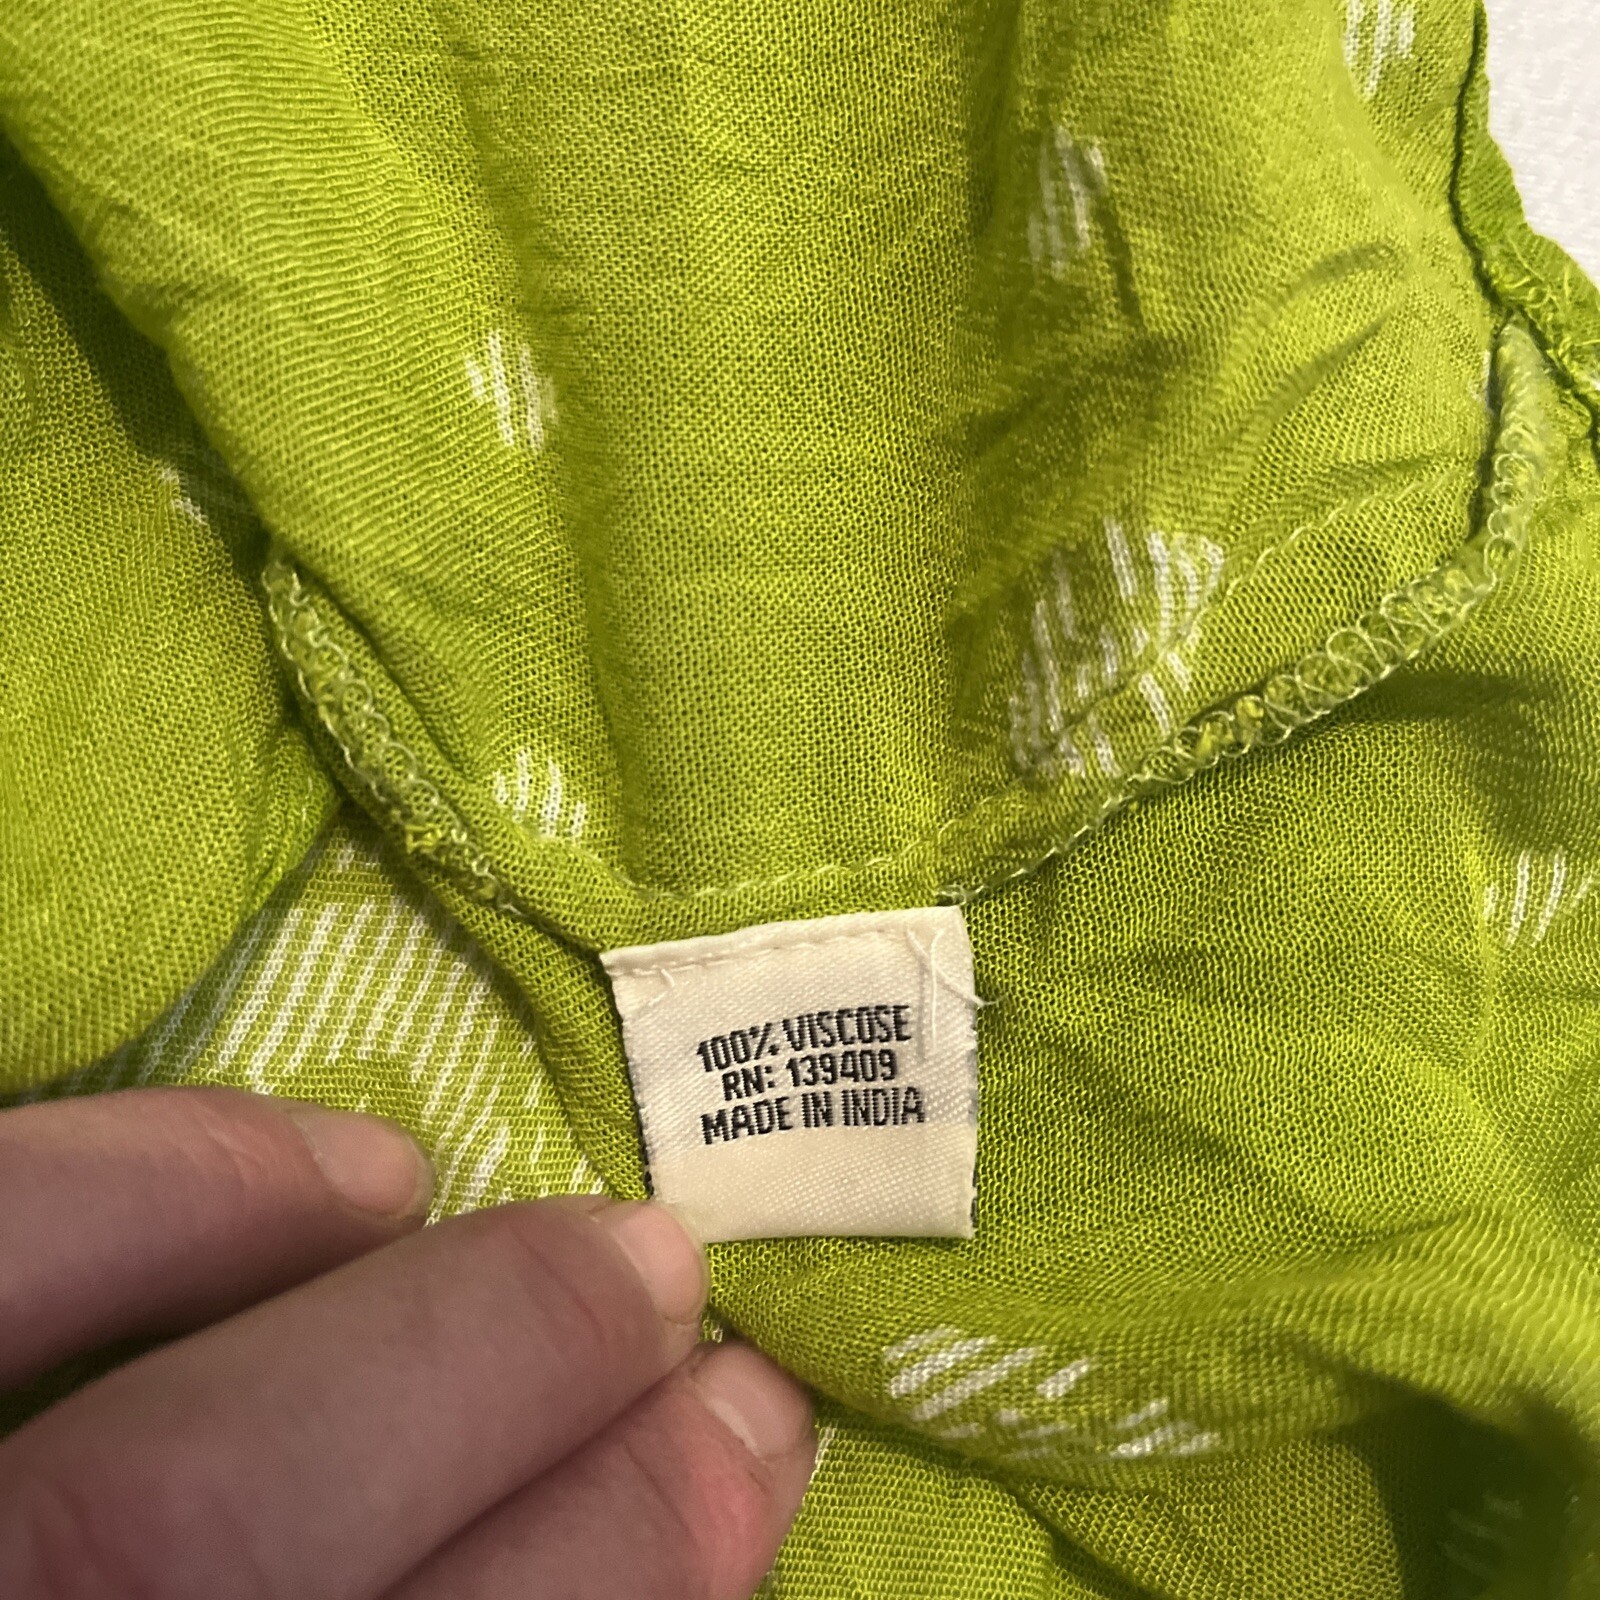 100% VISCOSE
RN: 139409
MADE IN INDIA